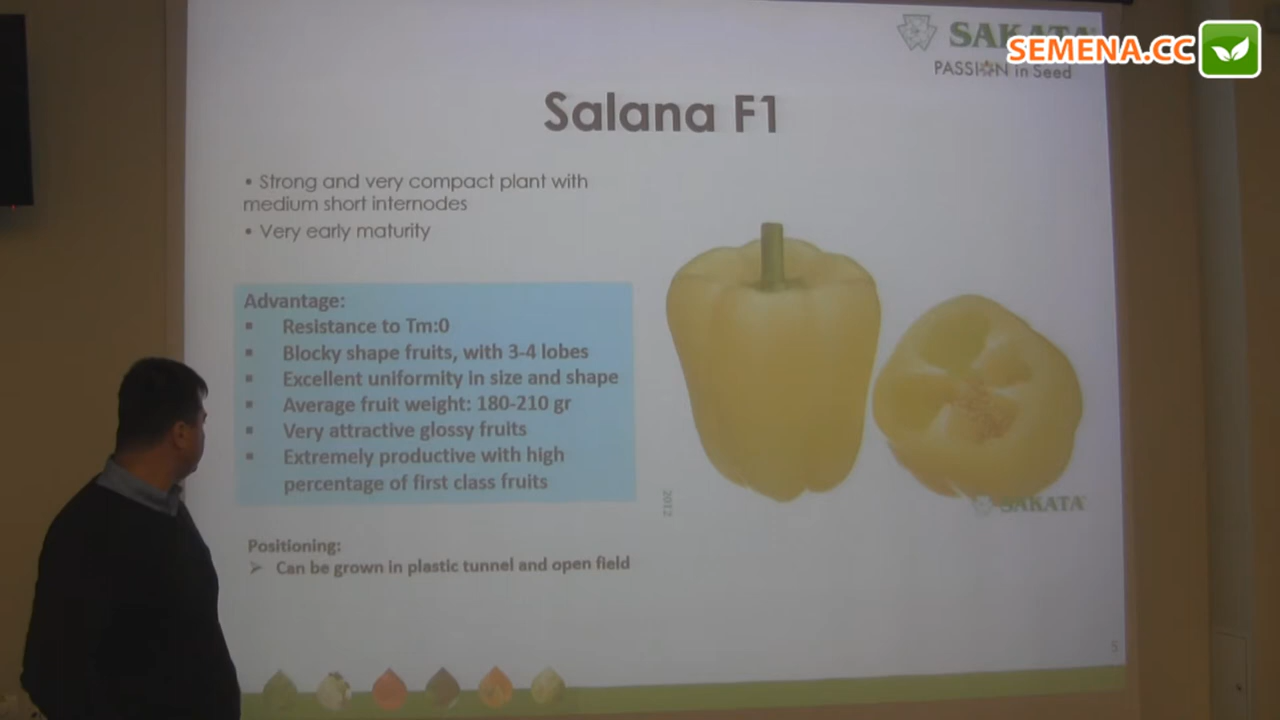 SAKATA
SEMENA.CC
PASSION in Seed
Salana F1
• Strong and very compact plant with
medium short internodes
• Very early maturity
Advantage:
▪ Resistance to Tm:0
▪ Blocky shape fruits, with 3-4 lobes
▪ Excellent uniformity in size and shape
▪ Average fruit weight: 180-210 gr
▪ Very attractive glossy fruits
▪ Extremely productive with high
percentage of first class fruits
2012
SAKATA
Positioning:
➢ Can be grown in plastic tunnel and open field
5